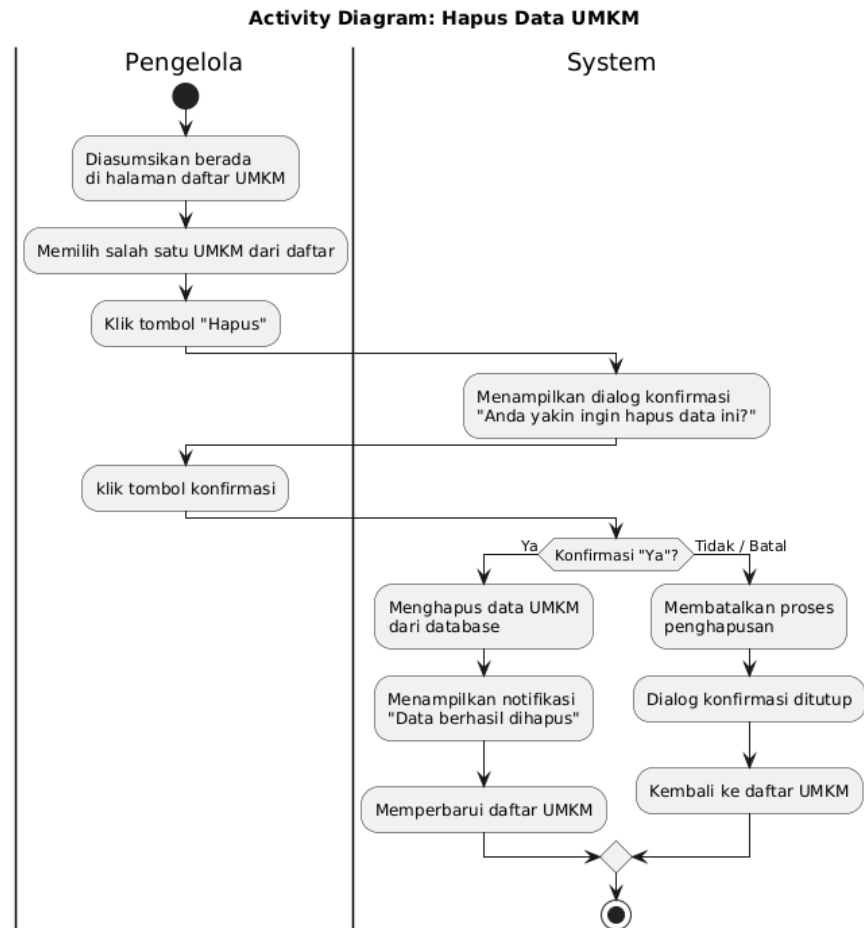 Activity Diagram: Hapus Data UMKM
Pengelola
System
Diasumsikan berada
di halaman daftar UMKM
Memilih salah satu UMKM dari daftar
Klik tombol "Hapus"
Menampilkan dialog konfirmasi
"Anda yakin ingin hapus data ini?"
klik tombol konfirmasi
Ya
Konfirmasi "Ya"?
Tidak / Batal
Menghapus data UMKM
dari database
Membatalkan proses
penghapusan
Menampilkan notifikasi
"Data berhasil dihapus"
Dialog konfirmasi ditutup
Memperbarui daftar UMKM
Kembali ke daftar UMKM